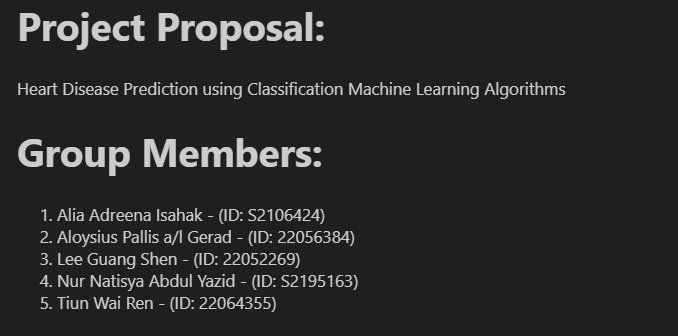 Project Proposal:
Heart Disease Prediction using Classification Machine Learning Algorithms
Group Members:
1. Alia Adreena Isahak - (ID: S2106424)
2. Aloysius Pallis a/l Gerad - (ID: 22056384)
3. Lee Guang Shen - (ID: 22052269)
4. Nur Natisya Abdul Yazid - (ID: S2195163)
5. Tiun Wai Ren - (ID: 22064355)